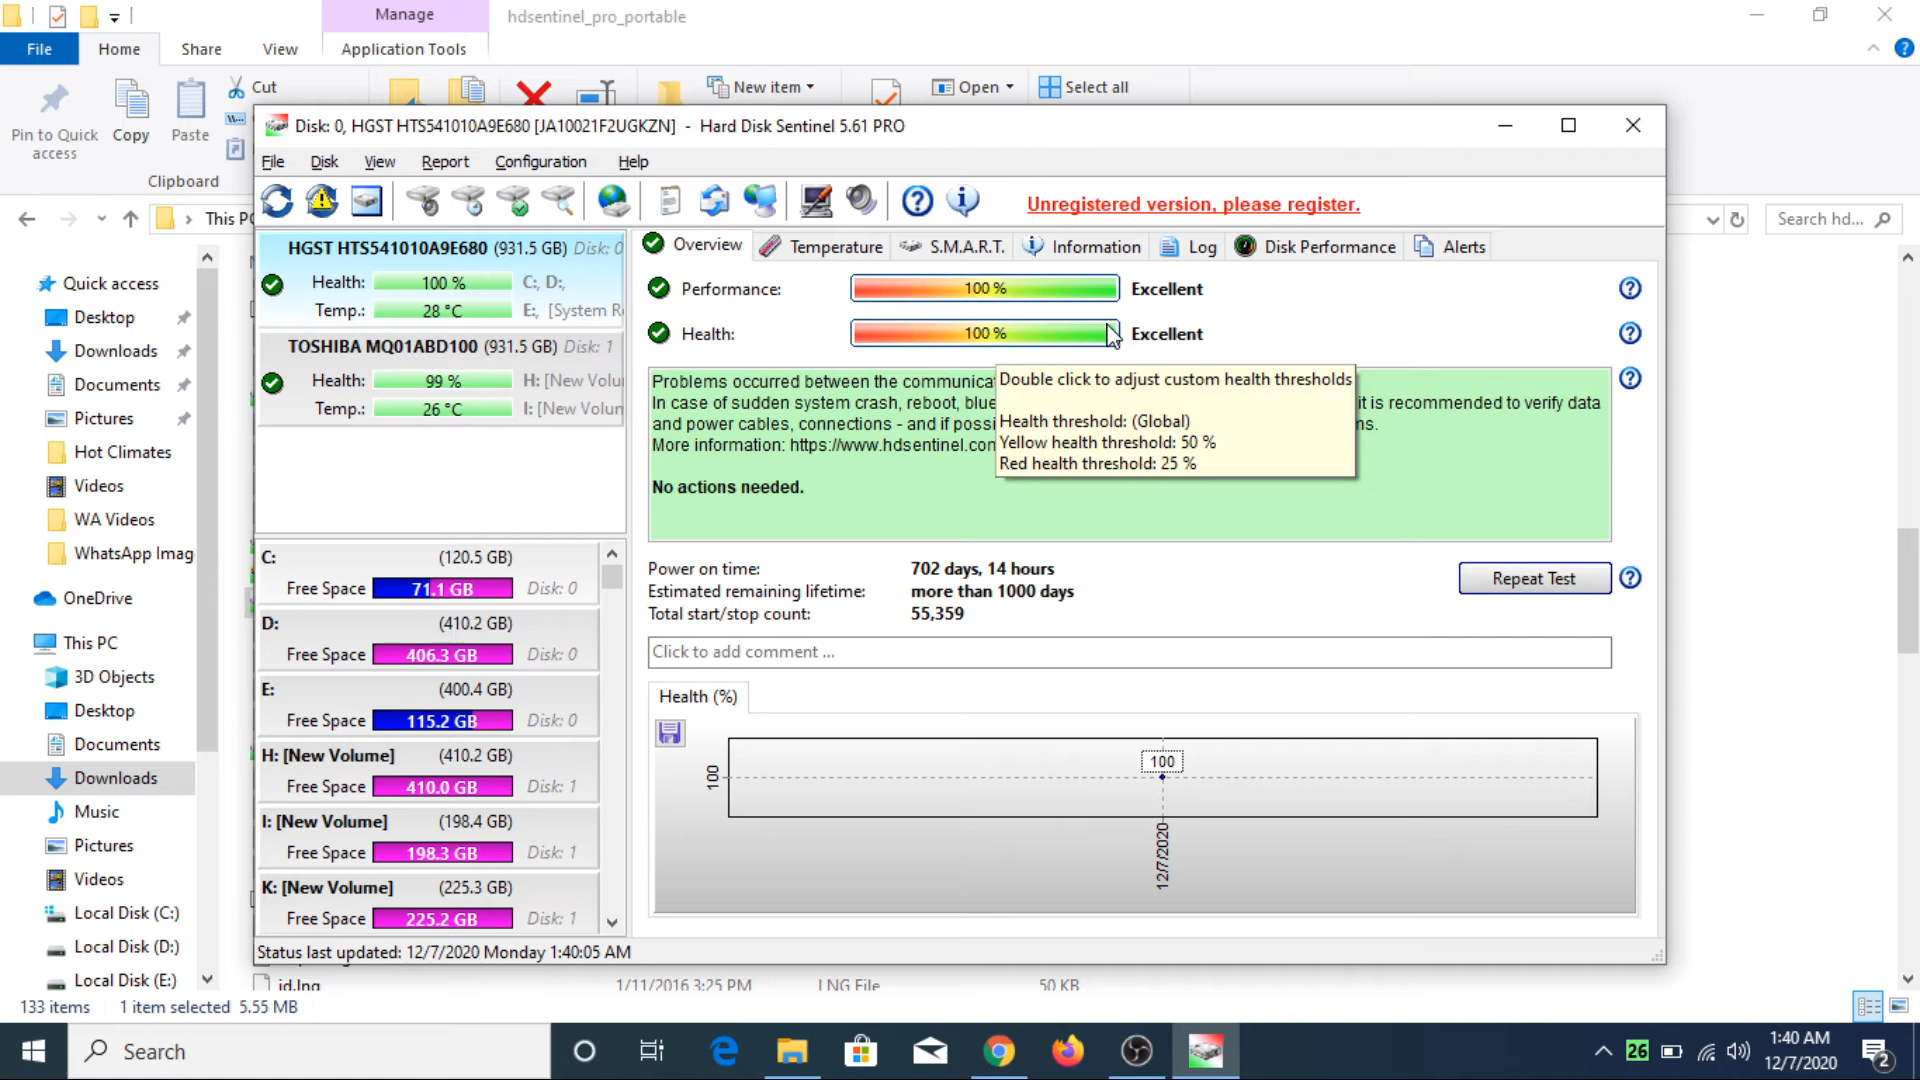 Manage
hdsentinel_pro_portable
File
Home
Share
View
Application Tools
Cut
New item
Open
Select all
Pin to Quick access
Copy
Paste
Clipboard
This PC
Search hd...
Quick access
Desktop
Downloads
Documents
Pictures
Hot Climates
Videos
WA Videos
WhatsApp Imag
OneDrive
This PC
3D Objects
Desktop
Documents
Downloads
Music
Pictures
Videos
Local Disk (C:)
Local Disk (D:)
Local Disk (E:)
Disk: 0, HGST HTS541010A9E680 [JA10021F2UGKZN] - Hard Disk Sentinel 5.61 PRO
File Disk View Report Configuration Help
Unregistered version, please register.
HGST HTS541010A9E680 (931.5 GB) Disk: 0
Health: 100 % C:, D:,
Temp.: 28 °C E:, [System R
TOSHIBA MQ01ABD100 (931.5 GB) Disk: 1
Health: 99 % H: [New Volu
Temp.: 26 °C I: [New Volun
C: (120.5 GB)
Free Space 71.1 GB Disk: 0
D: (410.2 GB)
Free Space 406.3 GB Disk: 0
E: (400.4 GB)
Free Space 115.2 GB Disk: 0
H: [New Volume] (410.2 GB)
Free Space 410.0 GB Disk: 1
I: [New Volume] (198.4 GB)
Free Space 198.3 GB Disk: 1
K: [New Volume] (225.3 GB)
Free Space 225.2 GB Disk: 1
Overview Temperature S.M.A.R.T. Information Log Disk Performance Alerts
Performance: 100 % Excellent
Health: 100 % Excellent
Problems occurred between the communica
In case of sudden system crash, reboot, blue it is recommended to verify data
and power cables, connections - and if possi ms.
More information: https://www.hdsentinel.con
No actions needed.
Double click to adjust custom health thresholds
Health threshold: (Global)
Yellow health threshold: 50 %
Red health threshold: 25 %
Power on time: 702 days, 14 hours
Estimated remaining lifetime: more than 1000 days
Total start/stop count: 55,359
Repeat Test
Click to add comment ...
Health (%)
100
100
12/7/2020
Status last updated: 12/7/2020 Monday 1:40:05 AM
id.lng 1/11/2016 3:25 PM LNG File 50 KB
133 items 1 item selected 5.55 MB
Search
26
1:40 AM
12/7/2020
2